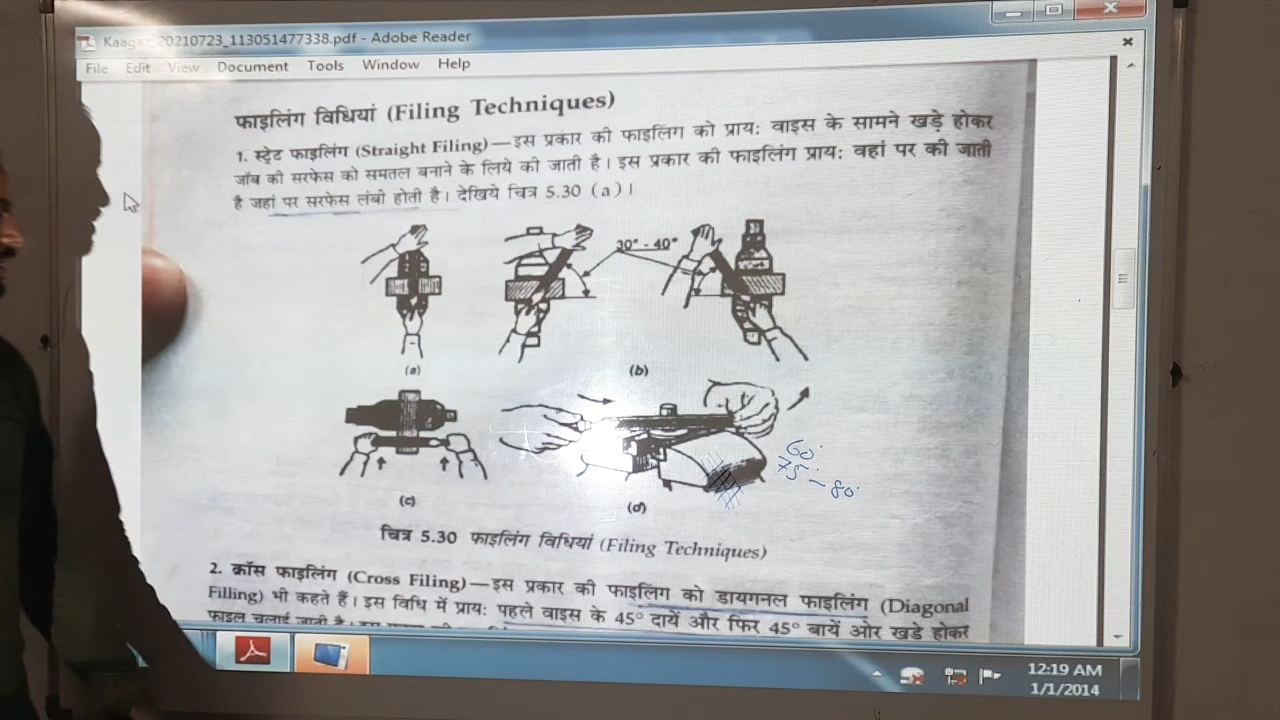 Kaagaz_20210723_113051477338.pdf - Adobe Reader
File Edit View Document Tools Window Help
फाइलिंग विधियां (Filing Techniques)
1. स्ट्रेट फाइलिंग (Straight Filing)—इस प्रकार की फाइलिंग को प्राय: वाइस के सामने खड़े होकर
जॉब की सरफेस को समतल बनाने के लिये की जाती है। इस प्रकार की फाइलिंग प्राय: वहां पर की जाती
है जहां पर सरफेस लंबी होती है। देखिये चित्र 5.30 (a)।
30° - 40°
(a)
(b)
(c)
(d)
60°
75° - 80°
चित्र 5.30 फाइलिंग विधियां (Filing Techniques)
2. क्रॉस फाइलिंग (Cross Filing)—इस प्रकार की फाइलिंग को डायगनल फाइलिंग (Diagonal
Filling) भी कहते हैं। इस विधि में प्राय: पहले वाइस के 45° दायें और फिर 45° बायें ओर खडे होकर
फाइल चलाई जाती है।
12:19 AM
1/1/2014